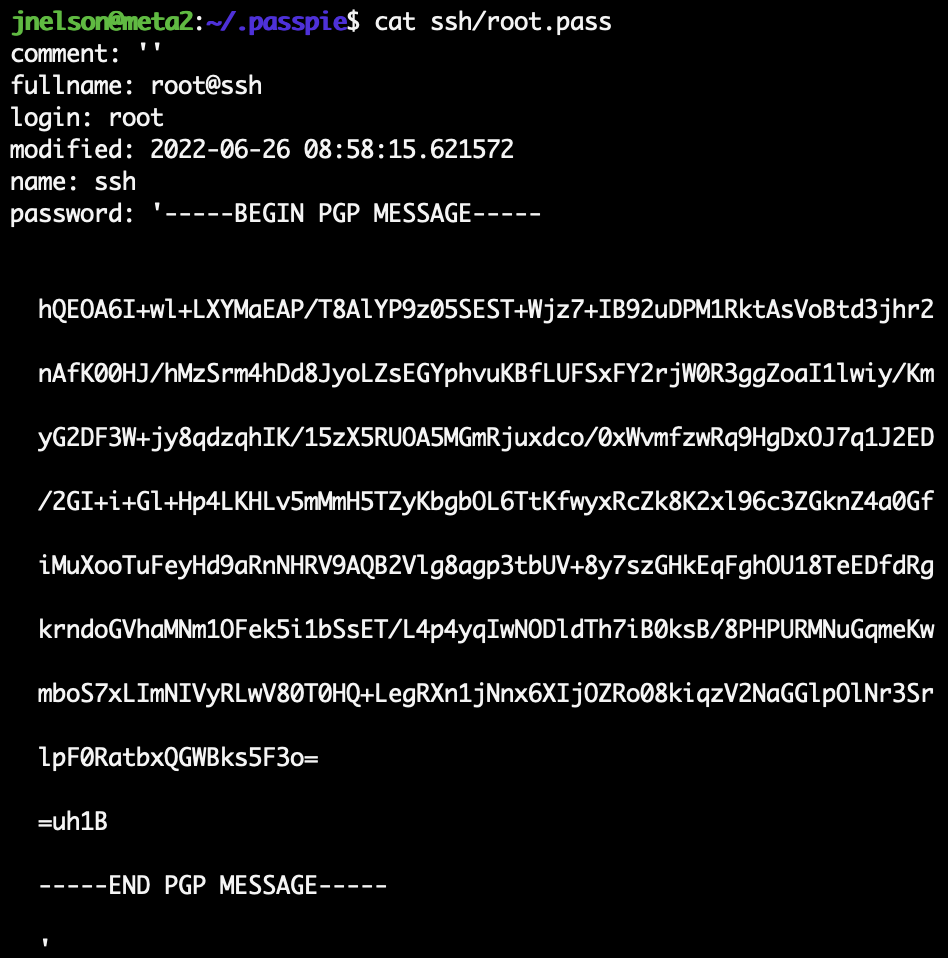 jnelson@meta2:~/.passpie$ cat ssh/root.pass
comment: ''
fullname: root@ssh
login: root
modified: 2022-06-26 08:58:15.621572
name: ssh
password: '-----BEGIN PGP MESSAGE-----
hQEOA6I+wl+LXYMaEAP/T8AlYP9z05SEST+Wjz7+IB92uDPM1RktAsVoBtd3jhr2
nAfK00HJ/hMzSrm4hDd8JyoLZsEGYphvuKBfLUFSxFY2rjW0R3ggZoaI1lwiy/Km
yG2DF3W+jy8qdzqhIK/15zX5RUOA5MGmRjuxdco/0xWvmfzwRq9HgDxOJ7q1J2ED
/2GI+i+Gl+Hp4LKHLv5mMmH5TZyKbgbOL6TtKfwyxRcZk8K2xl96c3ZGknZ4a0Gf
iMuXooTuFeyHd9aRnNHRV9AQB2Vlg8agp3tbUV+8y7szGHkEqFghOU18TeEDfdRg
krndoGVhaMNm1OFek5i1bSsET/L4p4yqIwNODldTh7iB0ksB/8PHPURMNuGqmeKw
mboS7xLImNIVyRLwV80T0HQ+LegRXn1jNnx6XIjOZRo08kiqzV2NaGGlpOlNr3Sr
lpF0RatbxQGWBks5F3o=
=uh1B
-----END PGP MESSAGE-----
'